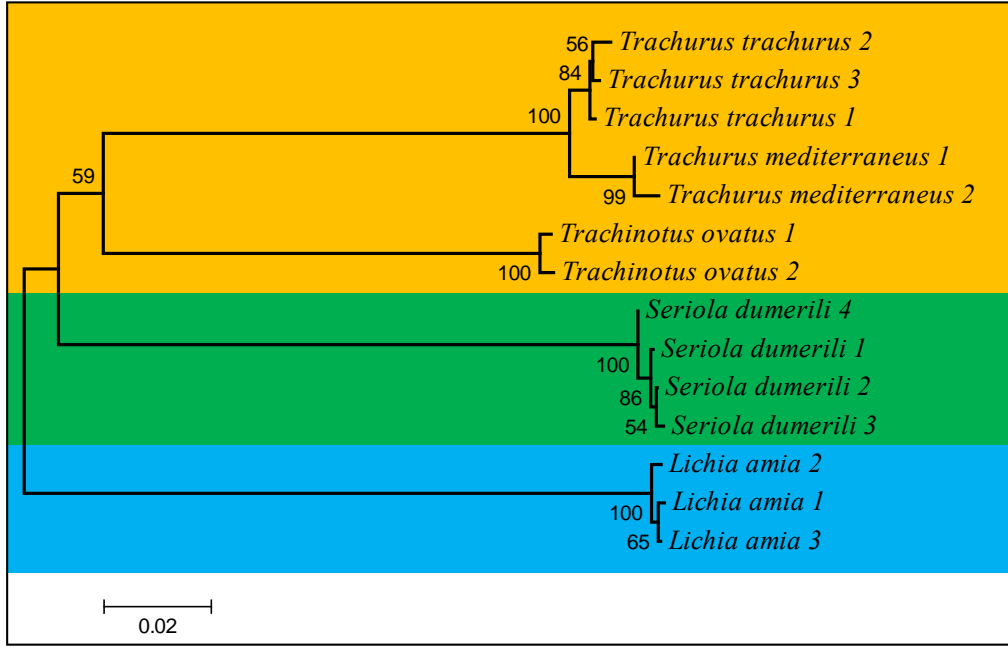 56
Trachurus trachurus 2
84
Trachurus trachurus 3
100
Trachurus trachurus 1
Trachurus mediterraneus 1
59
99
Trachurus mediterraneus 2
Trachinotus ovatus 1
100
Trachinotus ovatus 2
Seriola dumerili 4
100
Seriola dumerili 1
86
Seriola dumerili 2
54
Seriola dumerili 3
Lichia amia 2
100
Lichia amia 1
65
Lichia amia 3
0.02